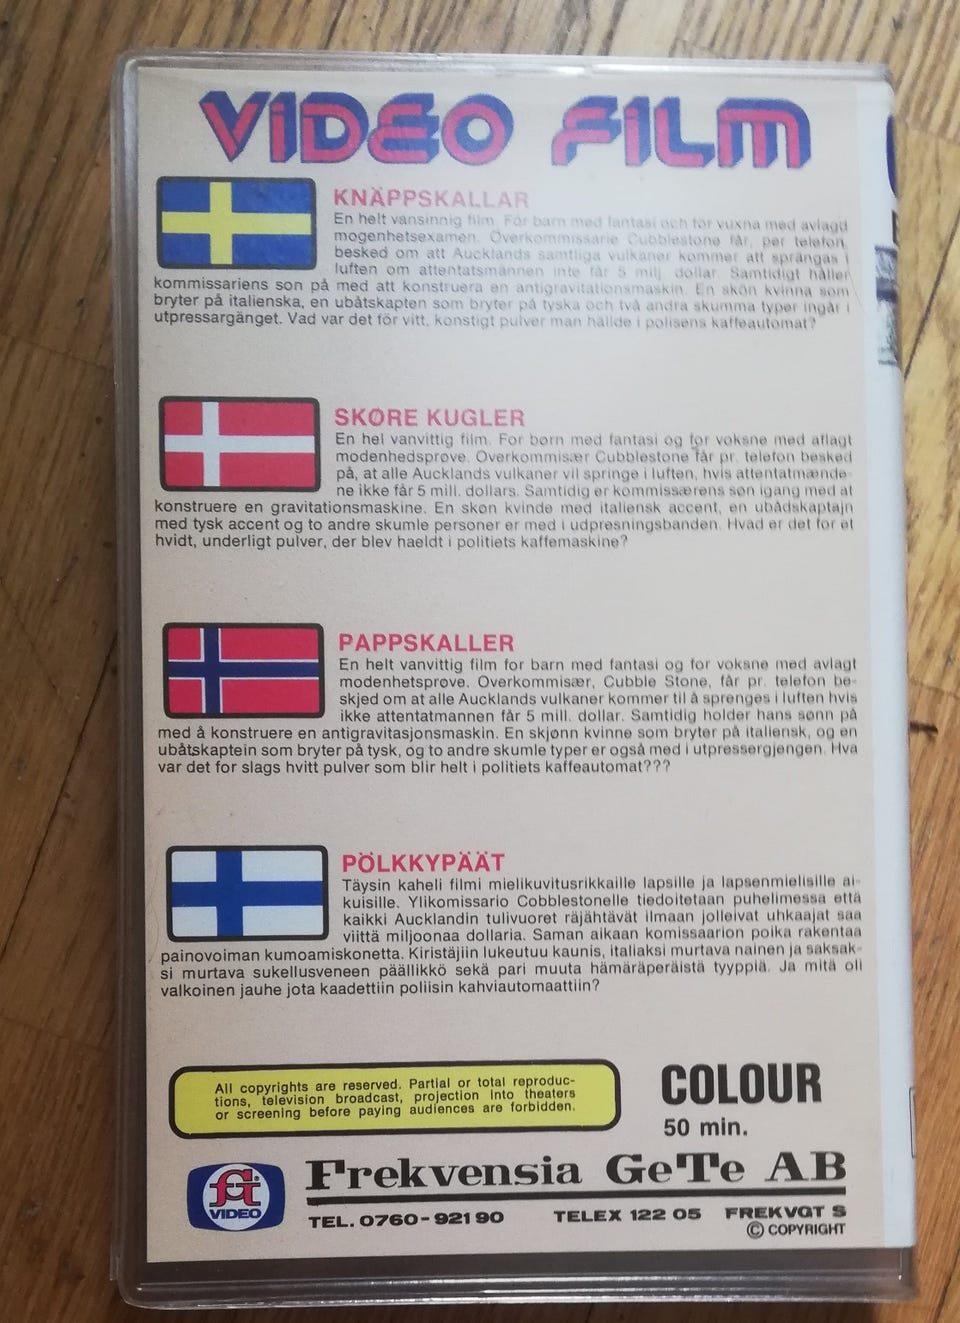 VIDEO FILM
KNÄPPSKALLAR
En helt vansinnig film. För barn med fantasi och för vuxna med avlagd
mogenhetsexamen. Överkommissarie Cubblestone får, per telefon,
besked om att Aucklands samtliga vulkaner kommer att sprängas i
luften om attentatsmännen inte får 5 milj. dollar. Samtidigt håller
kommissariens son på med att konstruera en antigravitationsmaskin. En skön kvinna som
bryter på italienska, en ubåtskapten som bryter på tyska och två andra skumma typer ingår i
utpressargänget. Vad var det för vitt, konstigt pulver man hällde i polisens kaffeautomat?
SKØRE KUGLER
En hel vanvittig film. For børn med fantasi og for voksne med aflagt
modenhedsprøve. Overkommisær Cubblestone får pr. telefon besked
på, at alle Aucklands vulkaner vil springe i luften, hvis attentatmænde-
ne ikke får 5 mill. dollars. Samtidig er kommissærens søn igang med at
konstruere en gravitationsmaskine. En skøn kvinde med italiensk accent, en ubådskaptajn
med tysk accent og to andre skumle personer er med i udpresningsbanden. Hvad er det for et
hvidt, underligt pulver, der blev haeldt i politiets kaffemaskine?
PAPPSKALLER
En helt vanvittig film for barn med fantasi og for voksne med avlagt
modenhetsprøve. Overkommisær, Cubble Stone, får pr. telefon be-
skjed om at alle Aucklands vulkaner kommer til å sprenges i luften hvis
ikke attentatmannen får 5 mill. dollar. Samtidig holder hans sønn på
med å konstruere en antigravitasjonsmaskin. En skjønn kvinne som bryter på italiensk, og en
ubåtskaptein som bryter på tysk, og to andre skumle typer er også med i utpressergjengen. Hva
var det for slags hvitt pulver som blir helt i politiets kaffeautomat???
PÖLKKYPÄÄT
Täysin kaheli filmi mielikuvitusrikkaille lapsille ja lapsenmielisille ai-
kuisille. Ylikomissario Cobblestonelle tiedoitetaan puhelimessa että
kaikki Aucklandin tulivuoret räjähtävät ilmaan jolleivat uhkaajat saa
viittä miljoonaa dollaria. Saman aikaan komissaarion poika rakentaa
painovoiman kumoamiskonetta. Kiristäjiin lukeutuu kaunis, italiaksi murtava nainen ja saksak-
si murtava sukellusveneen päällikkö sekä pari muuta hämäräperäistä tyyppiä. Ja mitä oli
valkoinen jauhe jota kaadettiin poliisin kahviautomaattiin?
All copyrights are reserved. Partial or total reproduc-
tions, television broadcast, projection into theaters
or screening before paying audiences are forbidden.
COLOUR
50 min.
VIDEO
Frekvensia GeTe AB
TEL. 0760-921 90 TELEX 122 05 FREKVGT S
© COPYRIGHT